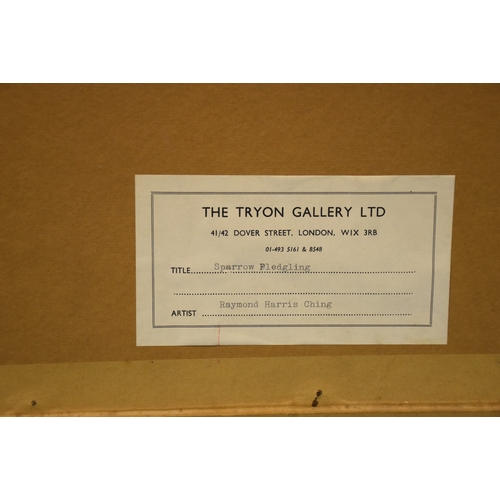 THE TRYON GALLERY LTD
41/42 DOVER STREET, LONDON, W1X 3RB
01-493 5161 & 8548
TITLE Sparrow Fledgling
ARTIST Raymond Harris Ching